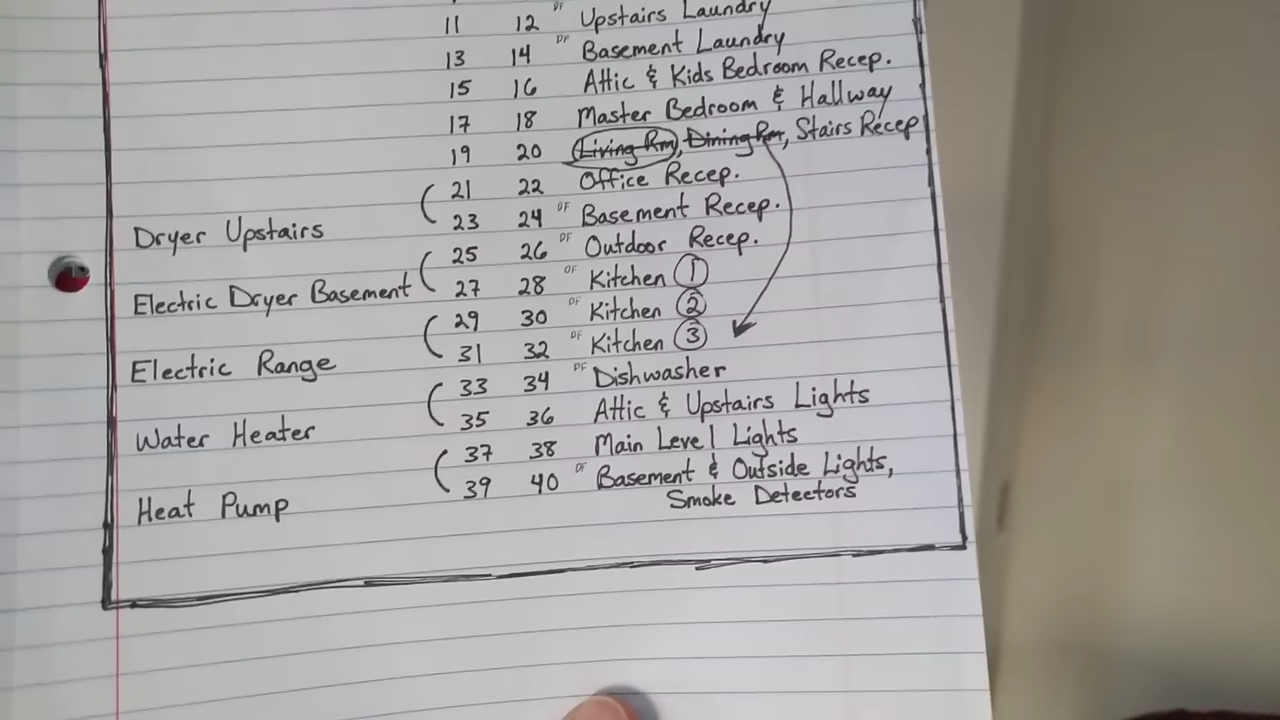 11 12 DF Upstairs Laundry
13 14 DF Basement Laundry
15 16 Attic & Kids Bedroom Recep.
17 18 Master Bedroom & Hallway
19 20 Living Rm, Dining Rm, Stairs Recep
21 22 Office Recep.
Dryer Upstairs 23 24 DF Basement Recep.
25 26 DF Outdoor Recep.
Electric Dryer Basement 27 28 DF Kitchen 1
29 30 DF Kitchen 2
Electric Range 31 32 DF Kitchen 3
33 34 DF Dishwasher
Water Heater 35 36 Attic & Upstairs Lights
37 38 Main Level Lights
Heat Pump 39 40 DF Basement & Outside Lights,
Smoke Detectors